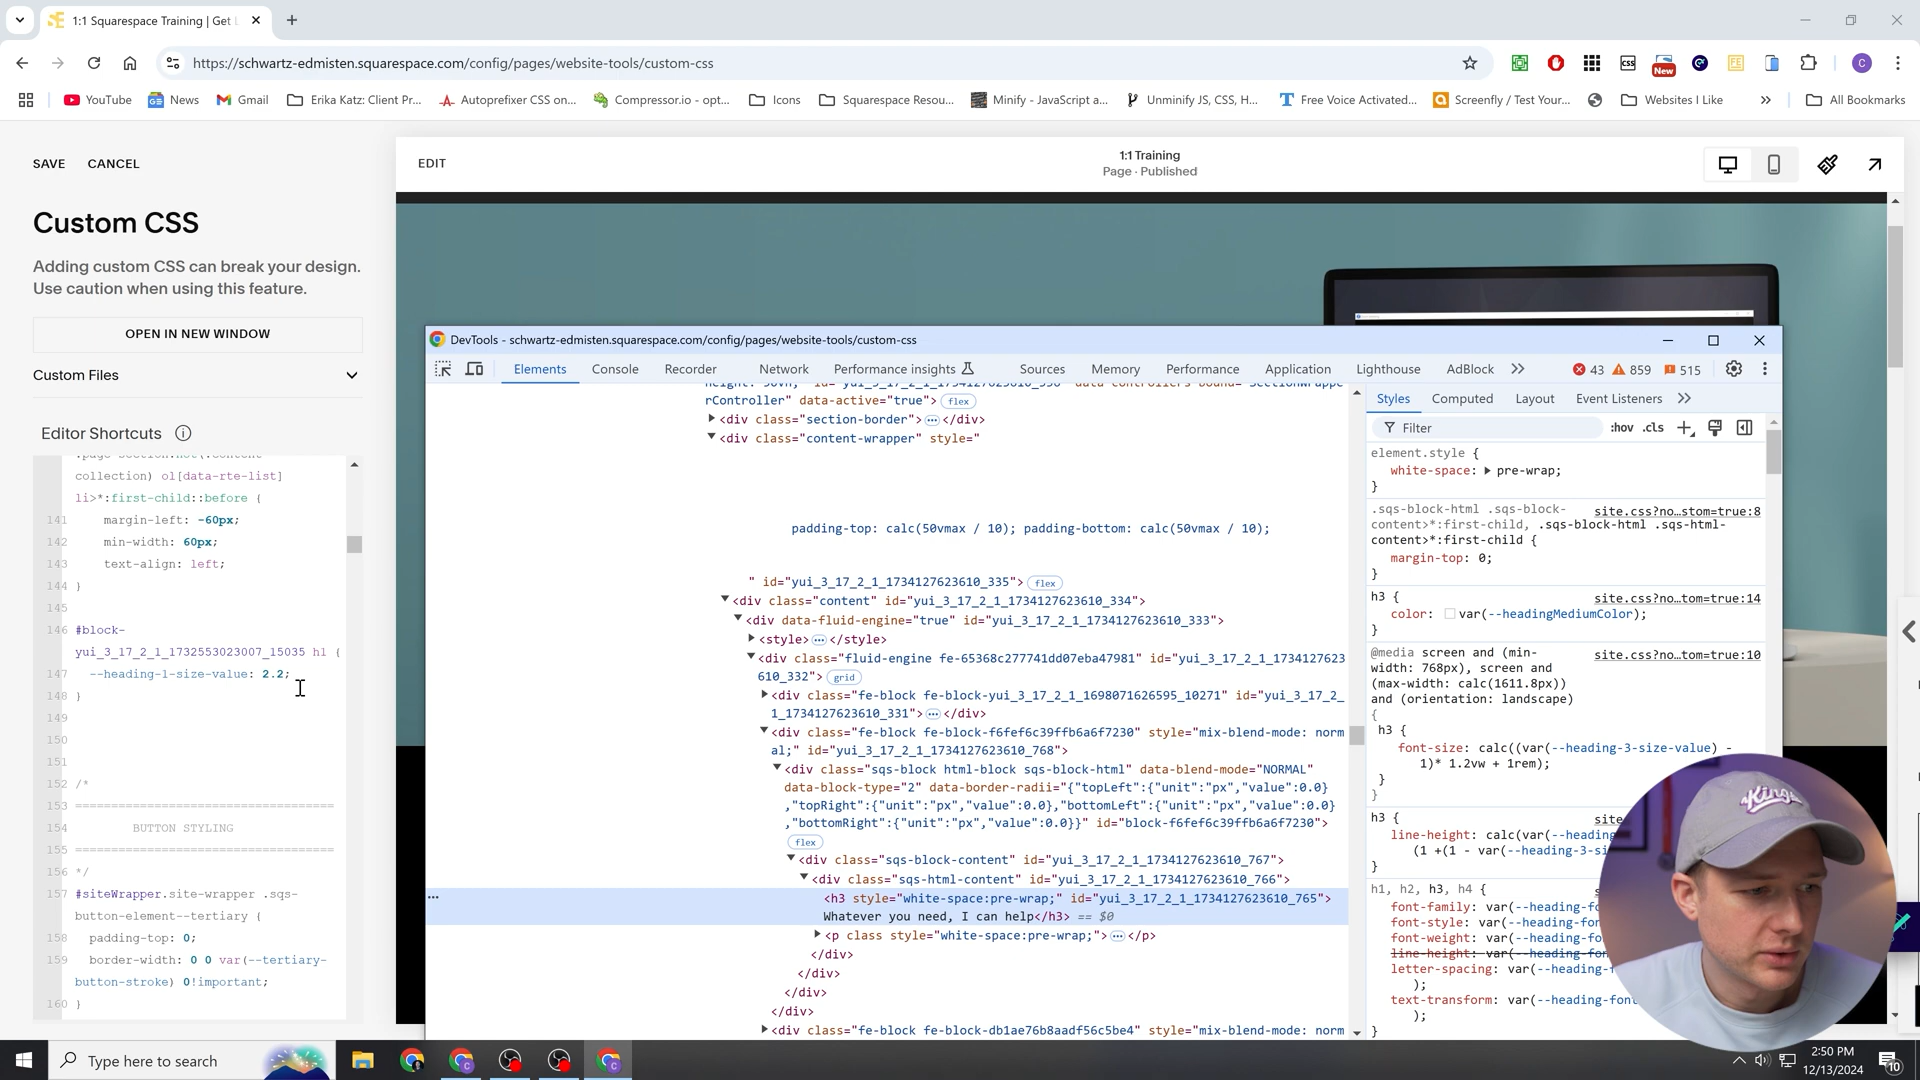 1:1 Squarespace Training | Get L
https://schwartz-edmisten.squarespace.com/config/pages/website-tools/custom-css
CSS
New
FE
C
YouTube
News
Gmail
Erika Katz: Client Pr...
Autoprefixer CSS on...
Compressor.io - opt...
Icons
Squarespace Resou...
Minify - JavaScript a...
Unminify JS, CSS, H...
Free Voice Activated...
Screenfly / Test Your...
Websites I Like
All Bookmarks
SAVE CANCEL
EDIT
1:1 Training
Page · Published
Custom CSS
Adding custom CSS can break your design.
Use caution when using this feature.
OPEN IN NEW WINDOW
Custom Files
Editor Shortcuts
collection) ol[data-rte-list]
li>*:first-child::before {
141 margin-left: -60px;
142 min-width: 60px;
143 text-align: left;
144 }
145
146 #block-
yui_3_17_2_1_1732553023007_15035 h1 {
147 --heading-1-size-value: 2.2;
148 }
149
150
151
152 /*
153 =================================
154 BUTTON STYLING
155 =================================
156 */
157 #siteWrapper.site-wrapper .sqs-
button-element--tertiary {
158 padding-top: 0;
159 border-width: 0 0 var(--tertiary-
button-stroke) 0!important;
160 }
DevTools - schwartz-edmisten.squarespace.com/config/pages/website-tools/custom-css
Elements Console Recorder Network Performance insights Sources Memory Performance Application Lighthouse AdBlock 43 859 515
rController" data-active="true"> flex
<div class="section-border"> </div>
<div class="content-wrapper" style="
padding-top: calc(50vmax / 10); padding-bottom: calc(50vmax / 10);
" id="yui_3_17_2_1_1734127623610_335"> flex
<div class="content" id="yui_3_17_2_1_1734127623610_334">
<div data-fluid-engine="true" id="yui_3_17_2_1_1734127623610_333">
<style> </style>
<div class="fluid-engine fe-65368c277741dd07eba47981" id="yui_3_17_2_1_1734127623
610_332"> grid
<div class="fe-block fe-block-yui_3_17_2_1_1698071626595_10271" id="yui_3_17_2_
1_1734127623610_331"> </div>
<div class="fe-block fe-block-f6fef6c39ffb6a6f7230" style="mix-blend-mode: norm
al;" id="yui_3_17_2_1_1734127623610_768">
<div class="sqs-block html-block sqs-block-html" data-blend-mode="NORMAL"
data-block-type="2" data-border-radii="{"topLeft":{"unit":"px","value":0.0}
,"topRight":{"unit":"px","value":0.0},"bottomLeft":{"unit":"px","value":0.0}
,"bottomRight":{"unit":"px","value":0.0}}" id="block-f6fef6c39ffb6a6f7230">
flex
<div class="sqs-block-content" id="yui_3_17_2_1_1734127623610_767">
<div class="sqs-html-content" id="yui_3_17_2_1_1734127623610_766">
<h3 style="white-space:pre-wrap;" id="yui_3_17_2_1_1734127623610_765">
Whatever you need, I can help</h3> == $0
<p class style="white-space:pre-wrap;"> </p>
</div>
</div>
</div>
</div>
<div class="fe-block fe-block-db1ae76b8aadf56c5be4" style="mix-blend-mode: norm
Styles Computed Layout Event Listeners
Filter :hov .cls
element.style {
white-space: pre-wrap;
}
.sqs-block-html .sqs-block- site.css?no…stom=true:8
content>*:first-child, .sqs-block-html .sqs-html-
content>*:first-child {
margin-top: 0;
}
h3 { site.css?no…tom=true:14
color: var(--headingMediumColor);
}
@media screen and (min- site.css?no…tom=true:10
width: 768px), screen and
(max-width: calc(1611.8px))
and (orientation: landscape)
{
h3 {
font-size: calc((var(--heading-3-size-value) -
1)* 1.2vw + 1rem);
}
}
h3 {
line-height: calc(var(--heading
(1 +(1 - var(--heading-3-si
}
h1, h2, h3, h4 {
font-family: var(--heading-fo
font-style: var(--heading-fon
font-weight: var(--heading-fo
line-height: var(--heading-fo
letter-spacing: var(--heading-f
);
text-transform: var(--heading-font
);
}
Kings
Type here to search
2:50 PM
12/13/2024
10